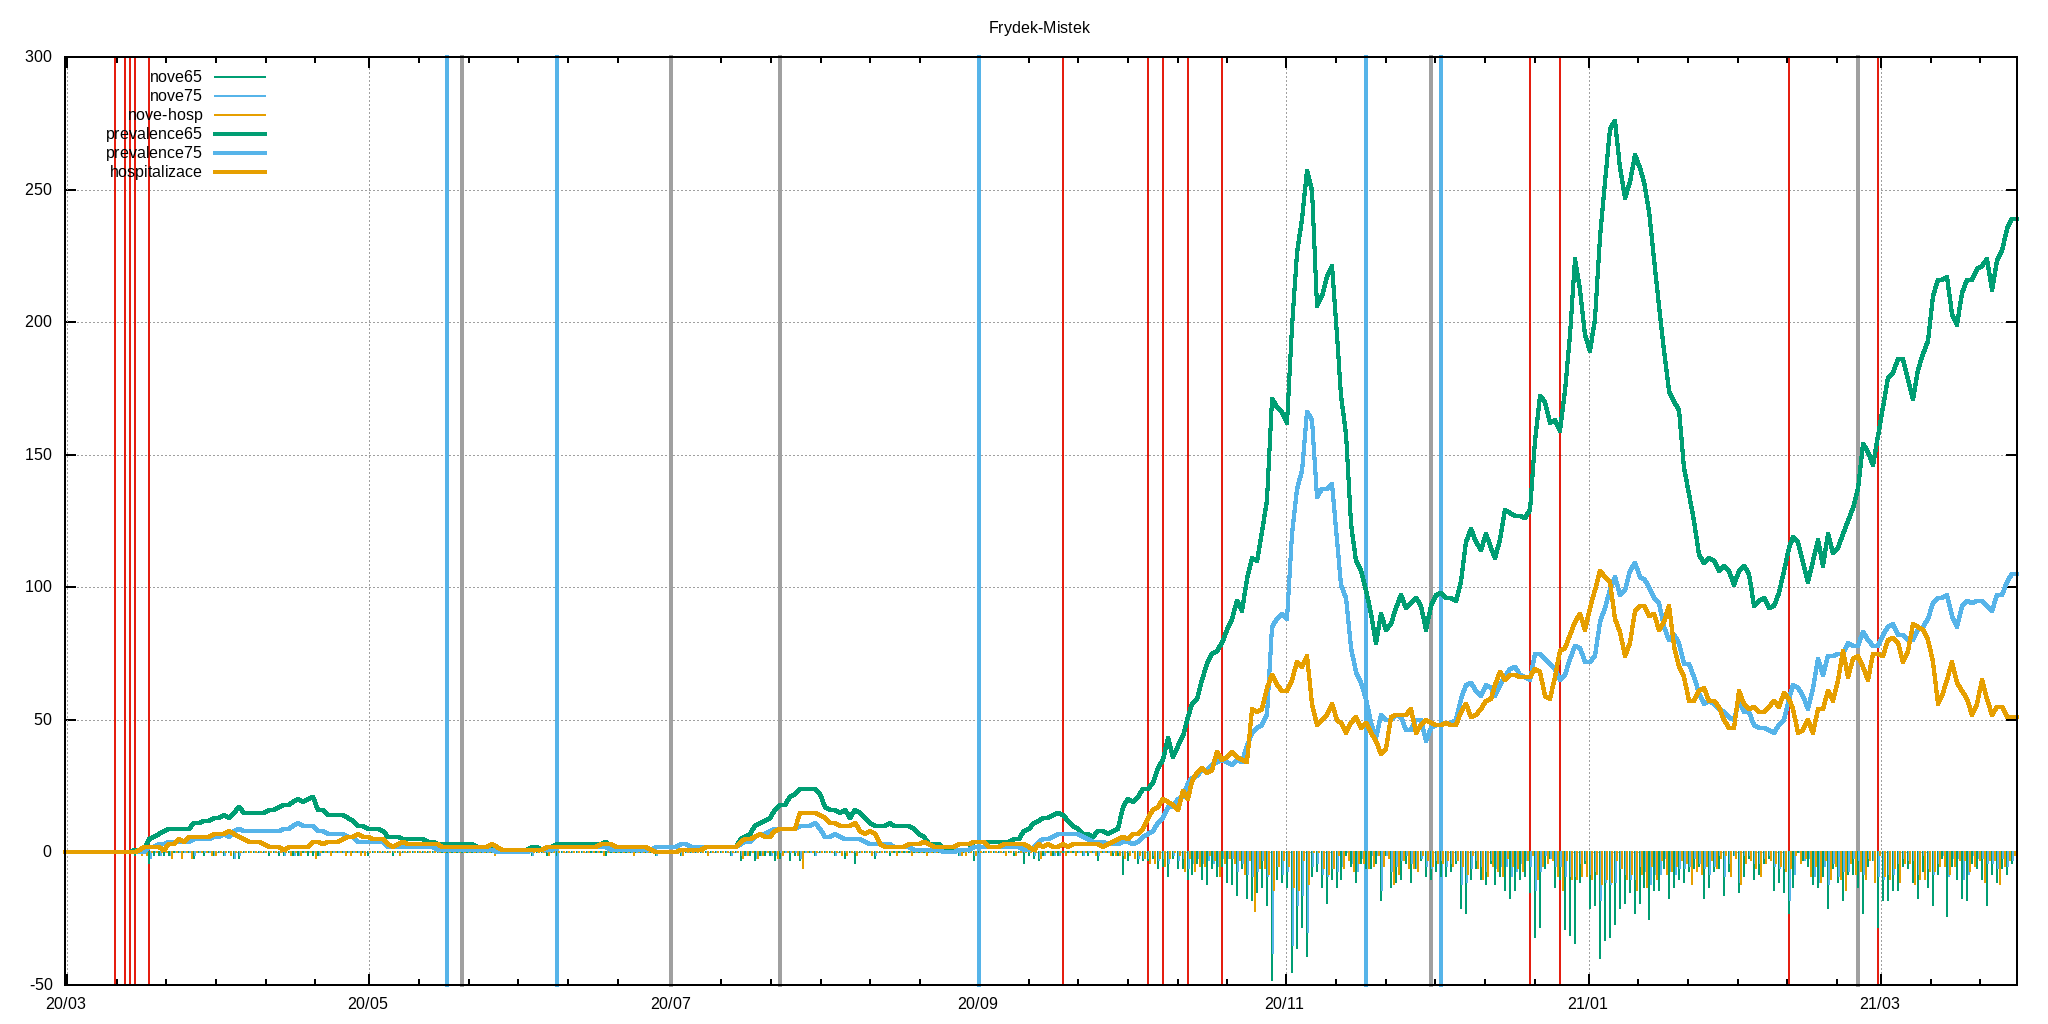 Frydek-Mistek
300
250
200
150
100
50
0
-50
nove65
nove75
nove-hosp
prevalence65
prevalence75
hospitalizace
20/03 20/05 20/07 20/09 20/11 21/01 21/03